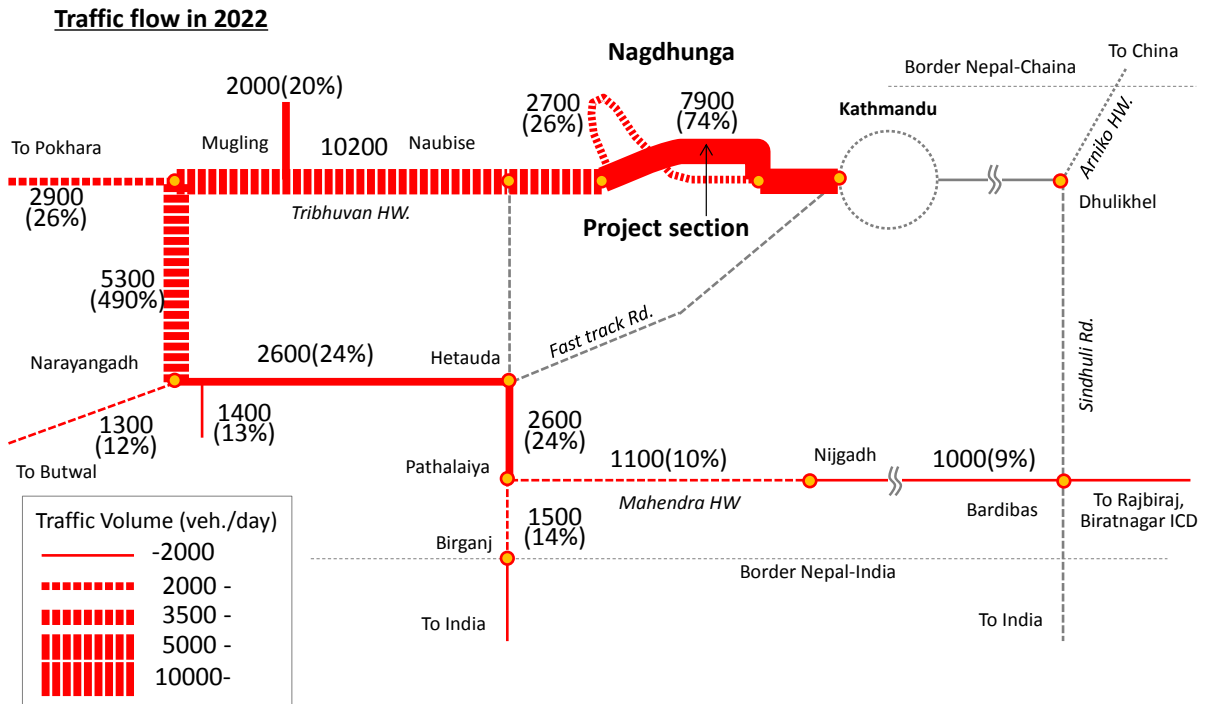 Traffic flow in 2022
Nagdhunga
To China
Border Nepal-Chaina
2000(20%)
2700
(26%)
7900
(74%)
Kathmandu
Arniko HW.
To Pokhara
Mugling
10200
Naubise
2900
(26%)
Tribhuvan HW.
Project section
Dhulikhel
5300
(490%)
Fast track Rd.
Sindhuli Rd.
Narayangadh
2600(24%)
Hetauda
1300
(12%)
1400
(13%)
2600
(24%)
To Butwal
Pathalaiya
1100(10%)
Nijgadh
1000(9%)
Mahendra HW
Bardibas
To Rajbiraj,
Biratnagar ICD
Traffic Volume (veh./day)
-2000
2000 -
3500 -
5000 -
10000-
Birganj
1500
(14%)
Border Nepal-India
To India
To India